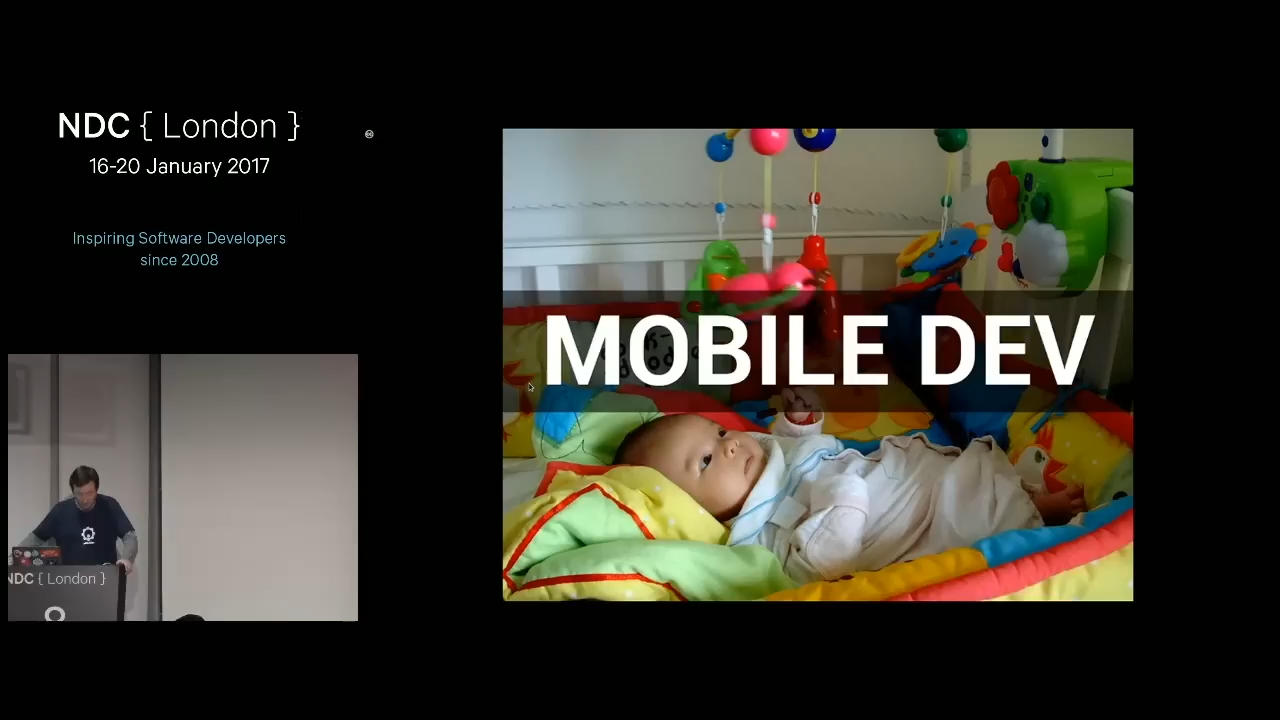 NDC { London }
16-20 January 2017
Inspiring Software Developers
since 2008
MOBILE DEV
NDC { London }